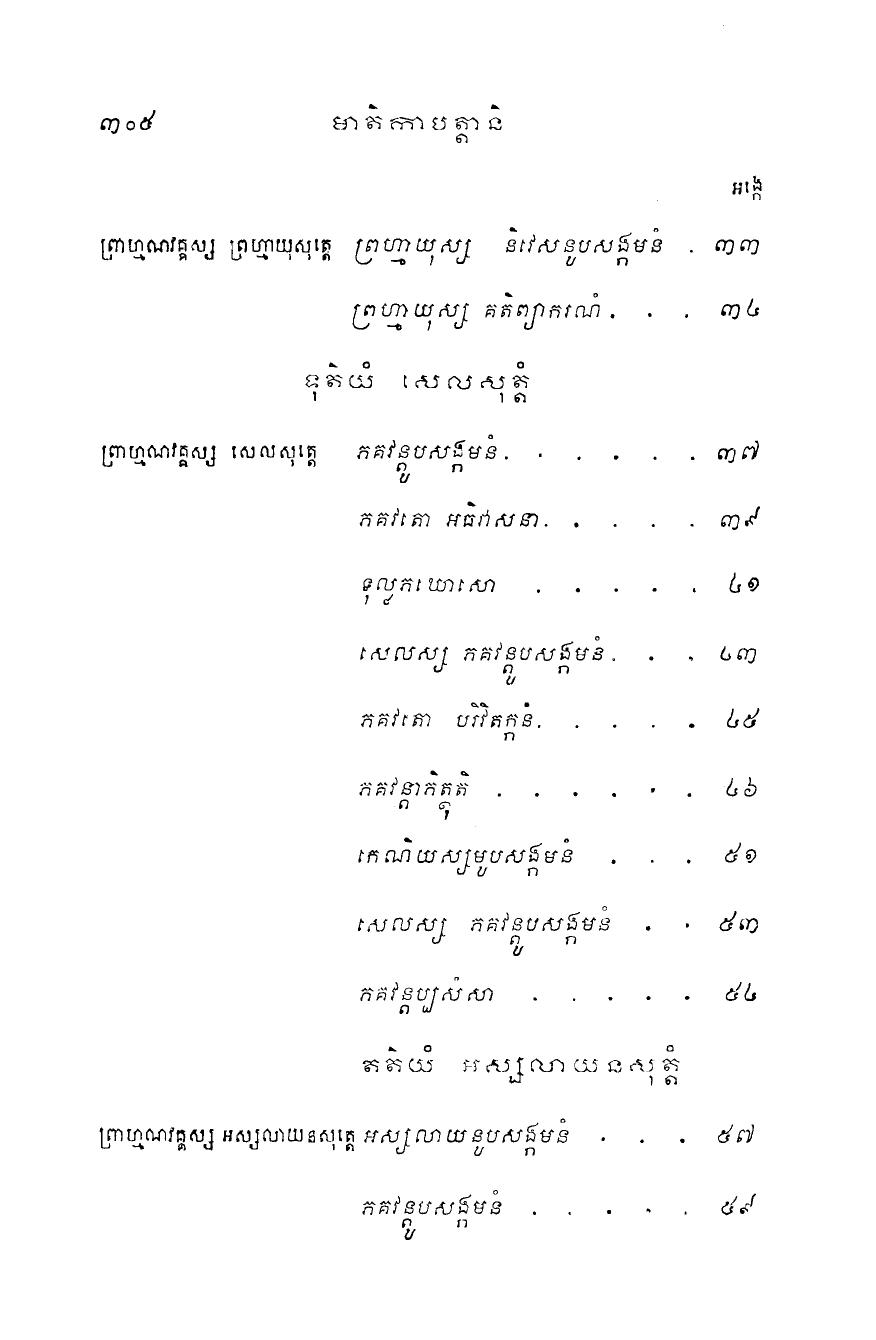 ៣០៥ មាតិកាបត្តានិ
អង្កេ
ព្រាហ្មណវគ្គស្ស ព្រហ្មាយុសុត្តេ ព្រហ្មាយុស្ស និវេសនូបសង្កមនំ . ៣៣
ព្រហ្មាយុស្ស គតិព្យាករណំ . . . ៣៤
ទុតិយំ សេលសុត្តំ
ព្រាហ្មណវគ្គស្ស សេលសុត្តេ ភគវន្តូបសង្កមនំ . . . . . . ៣៧
ភគវតោ អធិវាសនា . . . . . ៣៩
ទុល្លភឃោសោ . . . . . ៤១
សេលស្ស ភគវន្តូបសង្កមនំ . . . ៤៣
ភគវតោ បរិវិតក្កនំ . . . . . ៤៥
ភគវន្តាភិត្ថុតិ . . . . . . ៤៦
កេណិយស្សមូបសង្កមនំ . . . ៥១
សេលស្ស ភគវន្តូបសង្កមនំ . . ៥៣
ភគវន្តប្បសំសា . . . . . ៥៤
តតិយំ អស្សលាយនសុត្តំ
ព្រាហ្មណវគ្គស្ស អស្សលាយនសុត្តេ អស្សលាយនូបសង្កមនំ . . . ៥៧
ភគវន្តូបសង្កមនំ . . . . . ៥៩